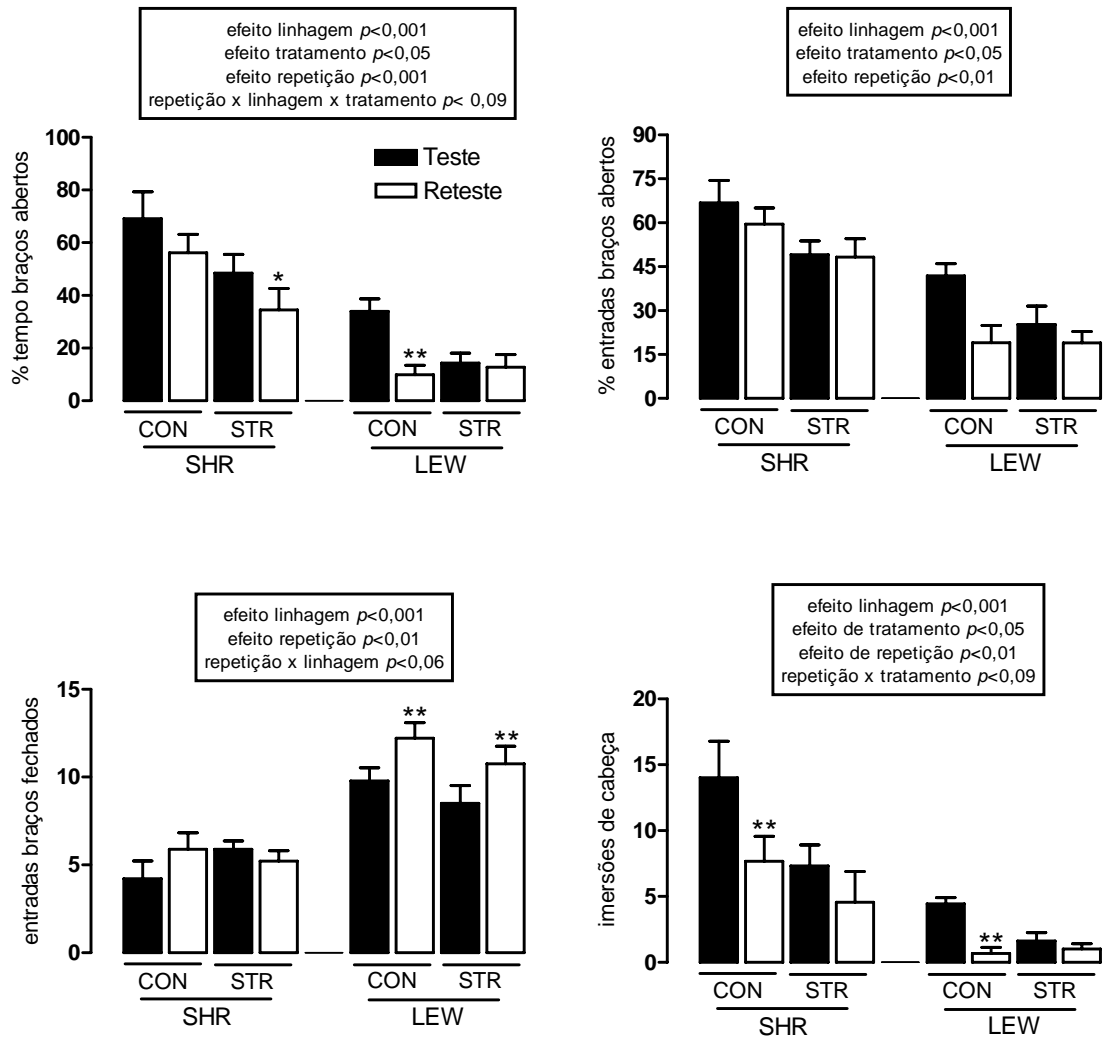 efeito linhagem p<0,001
efeito tratamento p<0,05
efeito repetição p<0,001
repetição x linhagem x tratamento p< 0,09
% tempo braços abertos
100
80
60
40
20
0
Teste
Reteste
*
**
CON STR CON STR
SHR LEW
efeito linhagem p<0,001
efeito tratamento p<0,05
efeito repetição p<0,01
% entradas braços abertos
90
75
60
45
30
15
0
CON STR CON STR
SHR LEW
efeito linhagem p<0,001
efeito repetição p<0,01
repetição x linhagem p<0,06
entradas braços fechados
15
10
5
0
**
**
CON STR CON STR
SHR LEW
efeito linhagem p<0,001
efeito de tratamento p<0,05
efeito de repetição p<0,01
repetição x tratamento p<0,09
imersões de cabeça
20
15
10
5
0
**
**
CON STR CON STR
SHR LEW